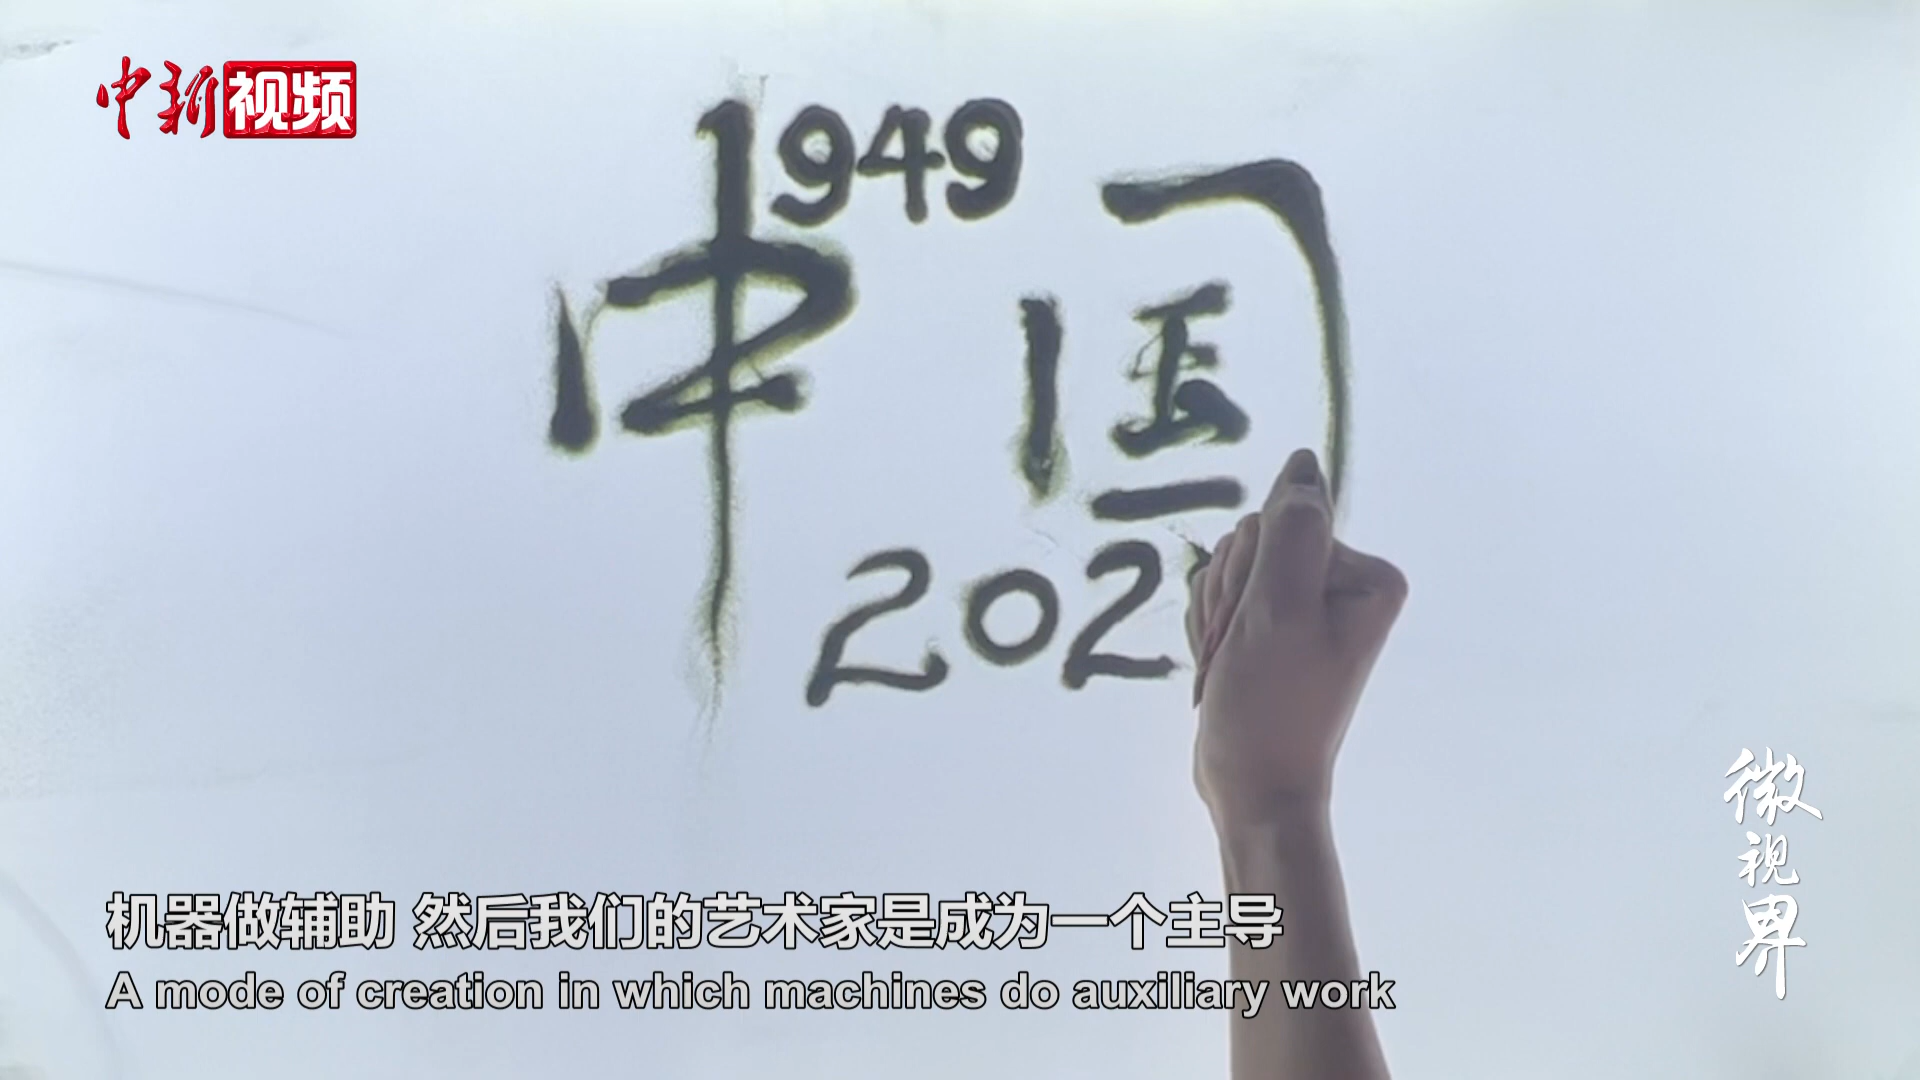 中新视频
1949
中国
202
微视界
机器做辅助 然后我们的艺术家是成为一个主导
A mode of creation in which machines do auxiliary work